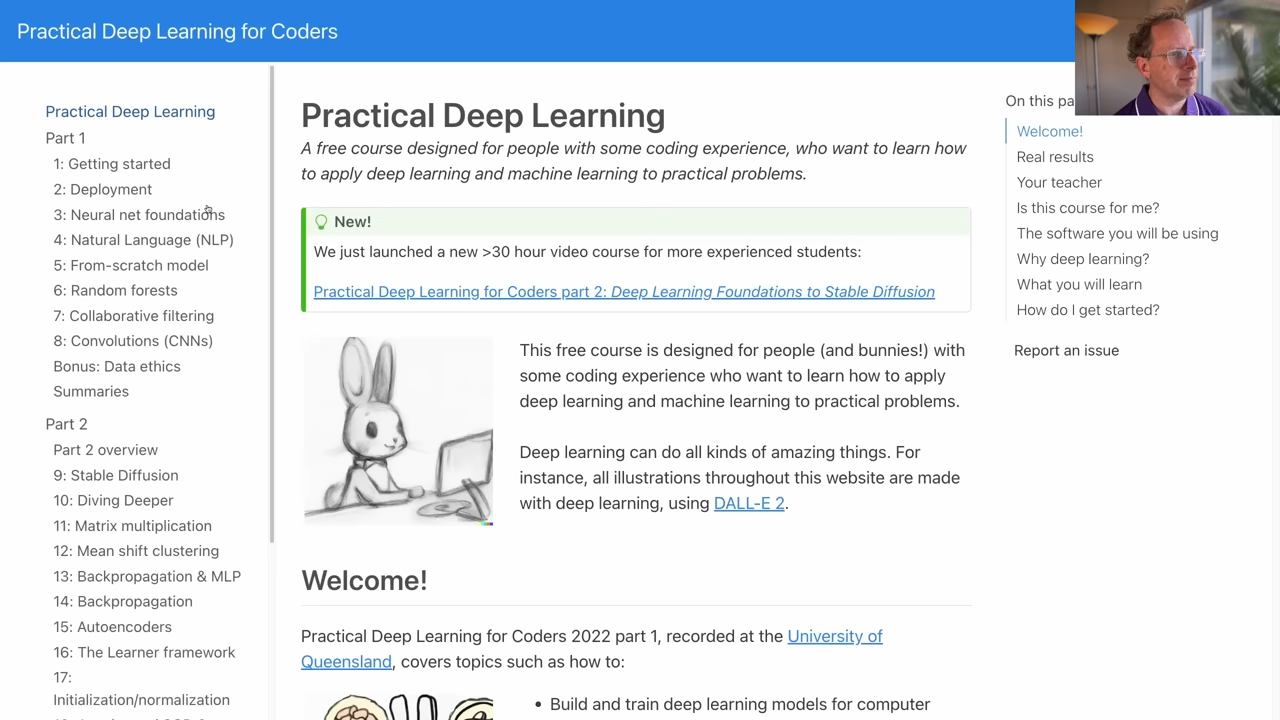 Practical Deep Learning for Coders
Practical Deep Learning
Part 1
1: Getting started
2: Deployment
3: Neural net foundations
4: Natural Language (NLP)
5: From-scratch model
6: Random forests
7: Collaborative filtering
8: Convolutions (CNNs)
Bonus: Data ethics
Summaries
Part 2
Part 2 overview
9: Stable Diffusion
10: Diving Deeper
11: Matrix multiplication
12: Mean shift clustering
13: Backpropagation & MLP
14: Backpropagation
15: Autoencoders
16: The Learner framework
17:
Initialization/normalization
Practical Deep Learning
A free course designed for people with some coding experience, who want to learn how
to apply deep learning and machine learning to practical problems.
New!
We just launched a new >30 hour video course for more experienced students:
Practical Deep Learning for Coders part 2: Deep Learning Foundations to Stable Diffusion
This free course is designed for people (and bunnies!) with
some coding experience who want to learn how to apply
deep learning and machine learning to practical problems.
Deep learning can do all kinds of amazing things. For
instance, all illustrations throughout this website are made
with deep learning, using DALL-E 2.
Welcome!
Practical Deep Learning for Coders 2022 part 1, recorded at the University of
Queensland, covers topics such as how to:
• Build and train deep learning models for computer
On this pa
Welcome!
Real results
Your teacher
Is this course for me?
The software you will be using
Why deep learning?
What you will learn
How do I get started?
Report an issue